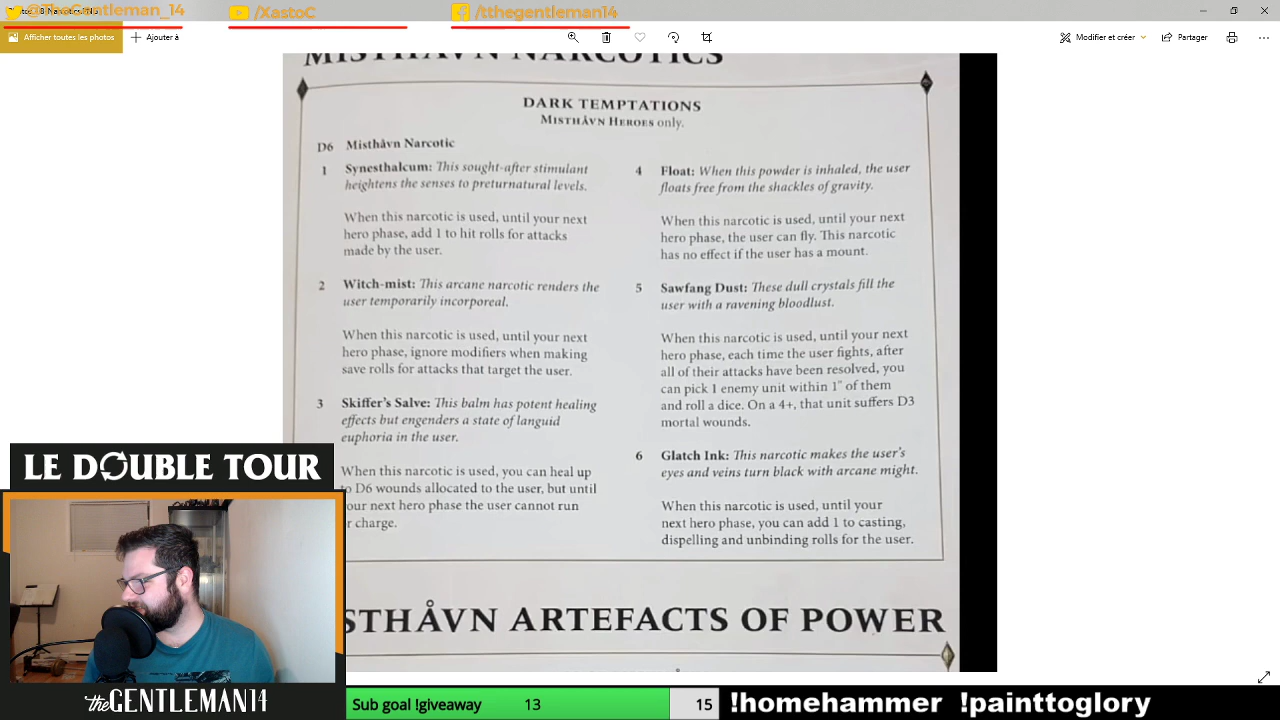 @TheGentleman_14
/XastoC
/tthegentleman14
Afficher toutes les photos
Ajouter à
Modifier et créer
Partager
MISTHÅVN NARCOTICS
DARK TEMPTATIONS
MISTHÅVN HEROES only.
D6 Misthåvn Narcotic
1 Synesthalcum: This sought-after stimulant
heightens the senses to preturnatural levels.
When this narcotic is used, until your next
hero phase, add 1 to hit rolls for attacks
made by the user.
2 Witch-mist: This arcane narcotic renders the
user temporarily incorporeal.
When this narcotic is used, until your next
hero phase, ignore modifiers when making
save rolls for attacks that target the user.
3 Skiffer's Salve: This balm has potent healing
effects but engenders a state of languid
euphoria in the user.
When this narcotic is used, you can heal up
to D6 wounds allocated to the user, but until
our next hero phase the user cannot run
r charge.
4 Float: When this powder is inhaled, the user
floats free from the shackles of gravity.
When this narcotic is used, until your next
hero phase, the user can fly. This narcotic
has no effect if the user has a mount.
5 Sawfang Dust: These dull crystals fill the
user with a ravening bloodlust.
When this narcotic is used, until your next
hero phase, each time the user fights, after
all of their attacks have been resolved, you
can pick 1 enemy unit within 1" of them
and roll a dice. On a 4+, that unit suffers D3
mortal wounds.
6 Glatch Ink: This narcotic makes the user's
eyes and veins turn black with arcane might.
When this narcotic is used, until your
next hero phase, you can add 1 to casting,
dispelling and unbinding rolls for the user.
STHÅVN ARTEFACTS OF POWER
LE DOUBLE TOUR
theGENTLEMAN14
Sub goal !giveaway 13 15
!homehammer !painttoglory